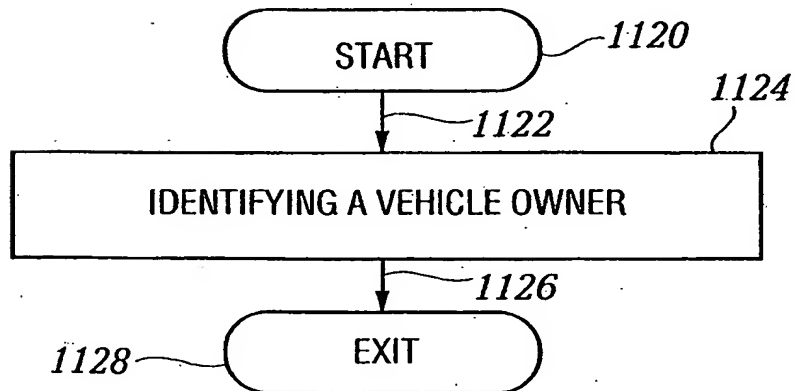 START
1120
1124
1122
IDENTIFYING A VEHICLE OWNER
1126
EXIT
1128